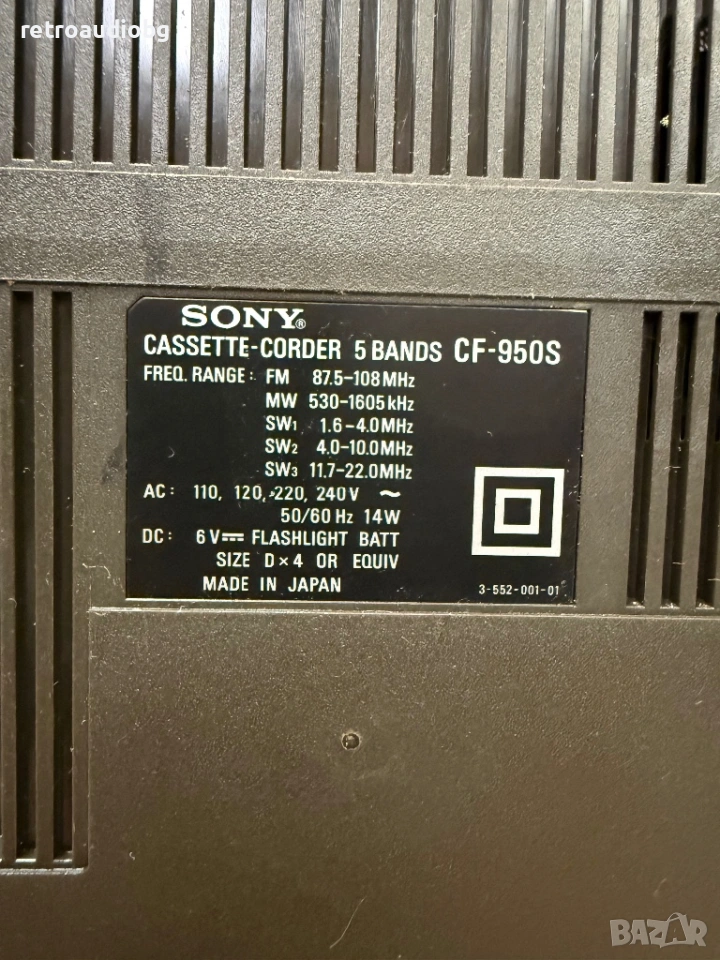 retroaudiobg
SONY®
CASSETTE-CORDER 5 BANDS CF-950S
FREQ. RANGE: FM 87.5-108MHz
MW 530-1605kHz
SW1 1.6-4.0MHz
SW2 4.0-10.0MHz
SW3 11.7-22.0MHz
AC: 110, 120, 220, 240V ~
50/60 Hz 14W
DC: 6V⎓ FLASHLIGHT BATT
SIZE D×4 OR EQUIV
MADE IN JAPAN
3-552-001-01
BAZAR